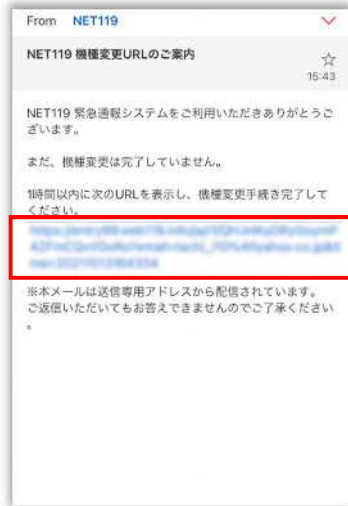 From NET119
NET119 機種変更URLのご案内
15:43
NET119 緊急通報システムをご利用いただきありがとうご
ざいます。
まだ、機種変更は完了していません。
1時間以内に次のURLを表示し、機種変更手続き完了して
ください。
※本メールは送信専用アドレスから配信されています。
ご返信いただいてもお答えできませんのでご了承ください
。